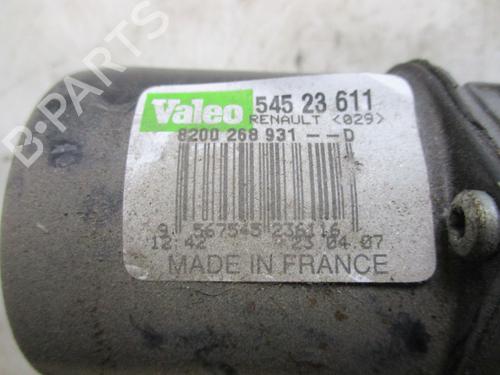 Valeo 545 23 611
RENAULT <029>
8200 268 931 -- D
9 567545 236116
12 42 23 04 07
MADE IN FRANCE